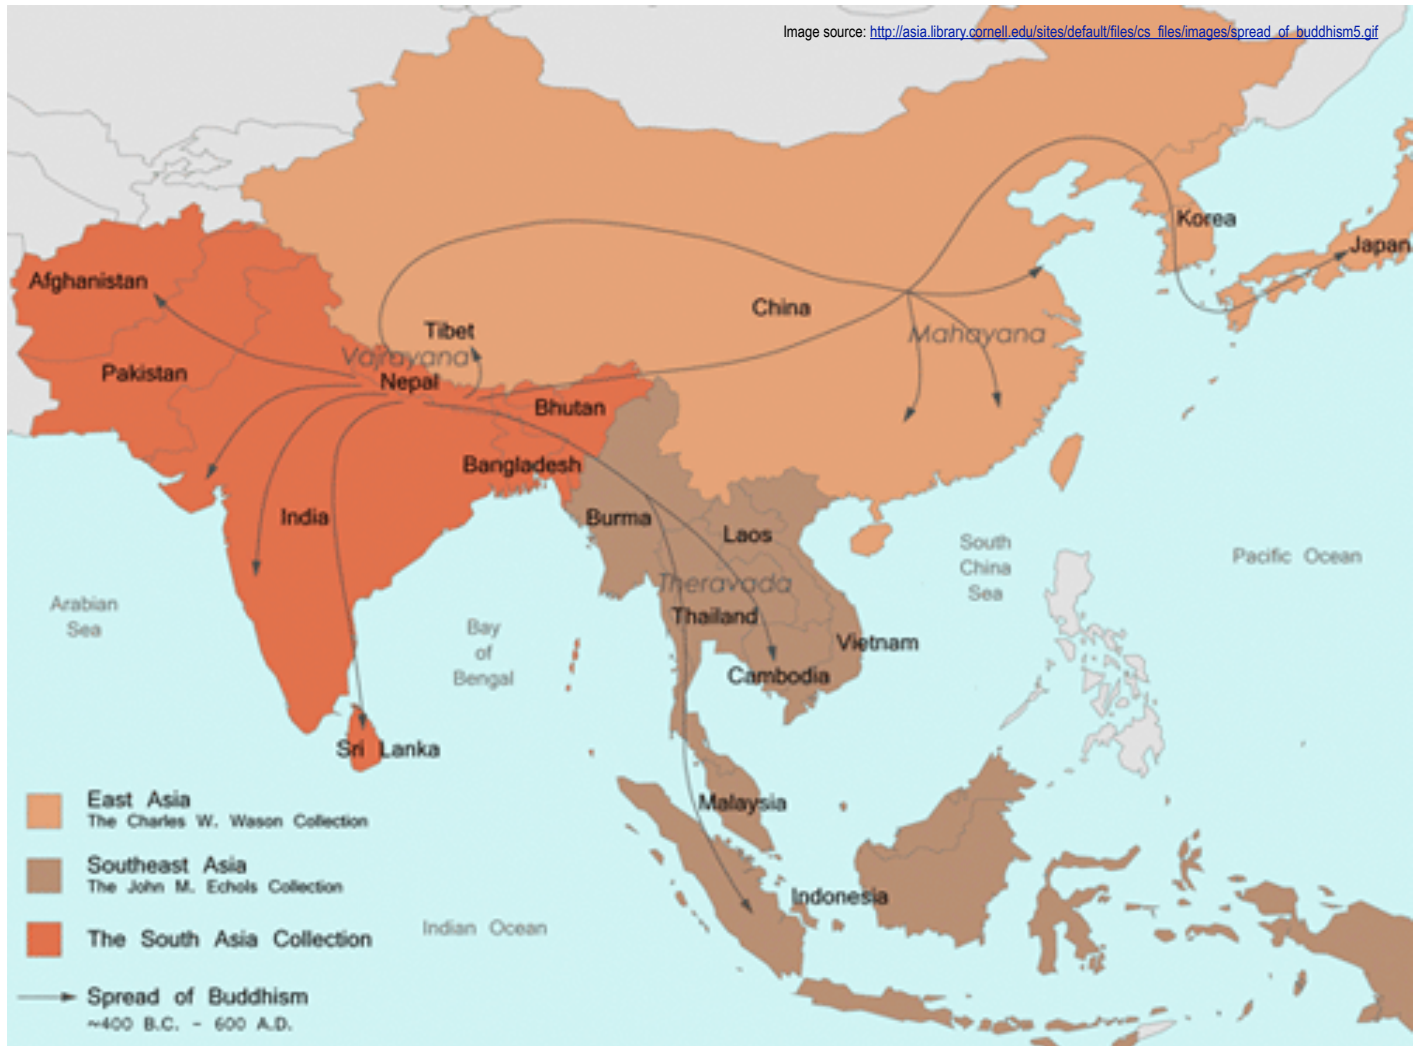 Image source: http://asia.library.cornell.edu/sites/default/files/cs_files/images/spread_of_buddhism5.gif
Korea
Japan
Afghanistan
China
Tibet
Mahayana
Vajrayana
Pakistan
Nepal
Bhutan
Bangladesh
India
Burma
Laos
South
China
Sea
Pacific Ocean
Theravada
Arabian
Sea
Thailand
Bay
of
Bengal
Vietnam
Cambodia
Sri Lanka
Malaysia
Indonesia
Indian Ocean
East Asia
The Charles W. Wason Collection
Southeast Asia
The John M. Echols Collection
The South Asia Collection
Spread of Buddhism
~400 B.C. - 600 A.D.